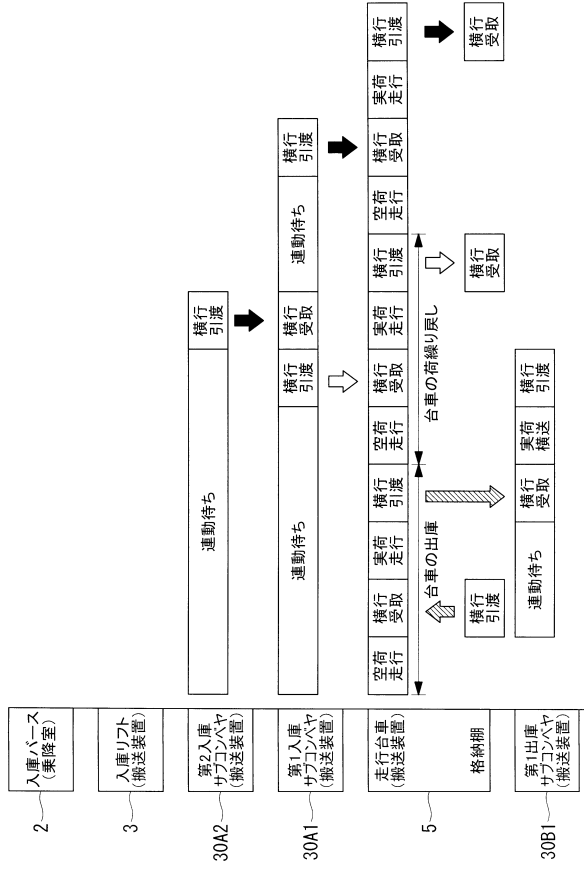 2
入庫バース
(乗降室)
3
入庫リフト
(搬送装置)
30A2
第2入庫
サブコンベヤ
(搬送装置)
連動待ち
横行
引渡
30A1
第1入庫
サブコンベヤ
(搬送装置)
連動待ち
横行
引渡
横行
受取
連動待ち
横行
引渡
5
走行台車
(搬送装置)
空荷
走行
横行
受取
実荷
走行
横行
引渡
空荷
走行
横行
受取
実荷
走行
横行
引渡
空荷
走行
横行
受取
実荷
走行
横行
引渡
台車の出庫
台車の荷繰り戻し
格納棚
横行
引渡
横行
受取
横行
受取
30B1
第1出庫
サブコンベヤ
(搬送装置)
連動待ち
横行
受取
実荷
横送
横行
引渡